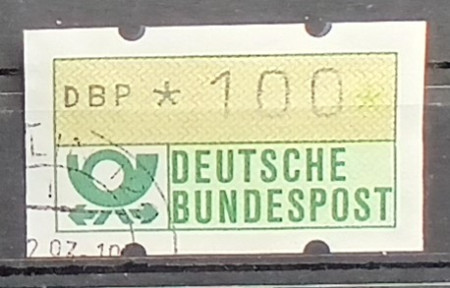 DBP * 100 *
DEUTSCHE
BUNDESPOST